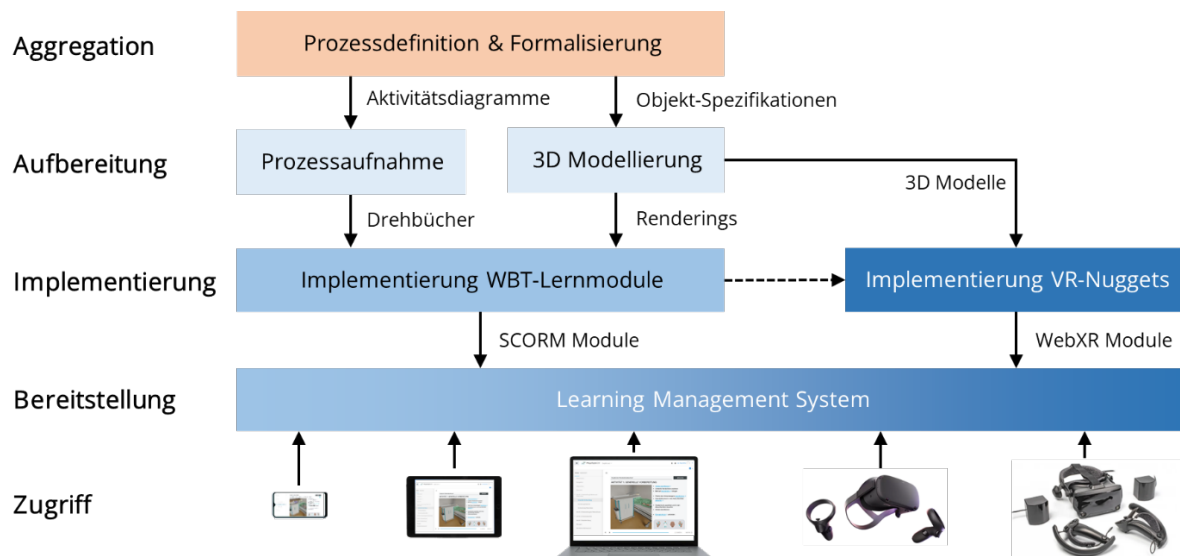 Aggregation
Prozessdefinition & Formalisierung
Aktivitätsdiagramme
Objekt-Spezifikationen
Aufbereitung
Prozessaufnahme
3D Modellierung
3D Modelle
Drehbücher
Renderings
Implementierung
Implementierung WBT-Lernmodule
Implementierung VR-Nuggets
SCORM Module
WebXR Module
Bereitstellung
Learning Management System
Zugriff